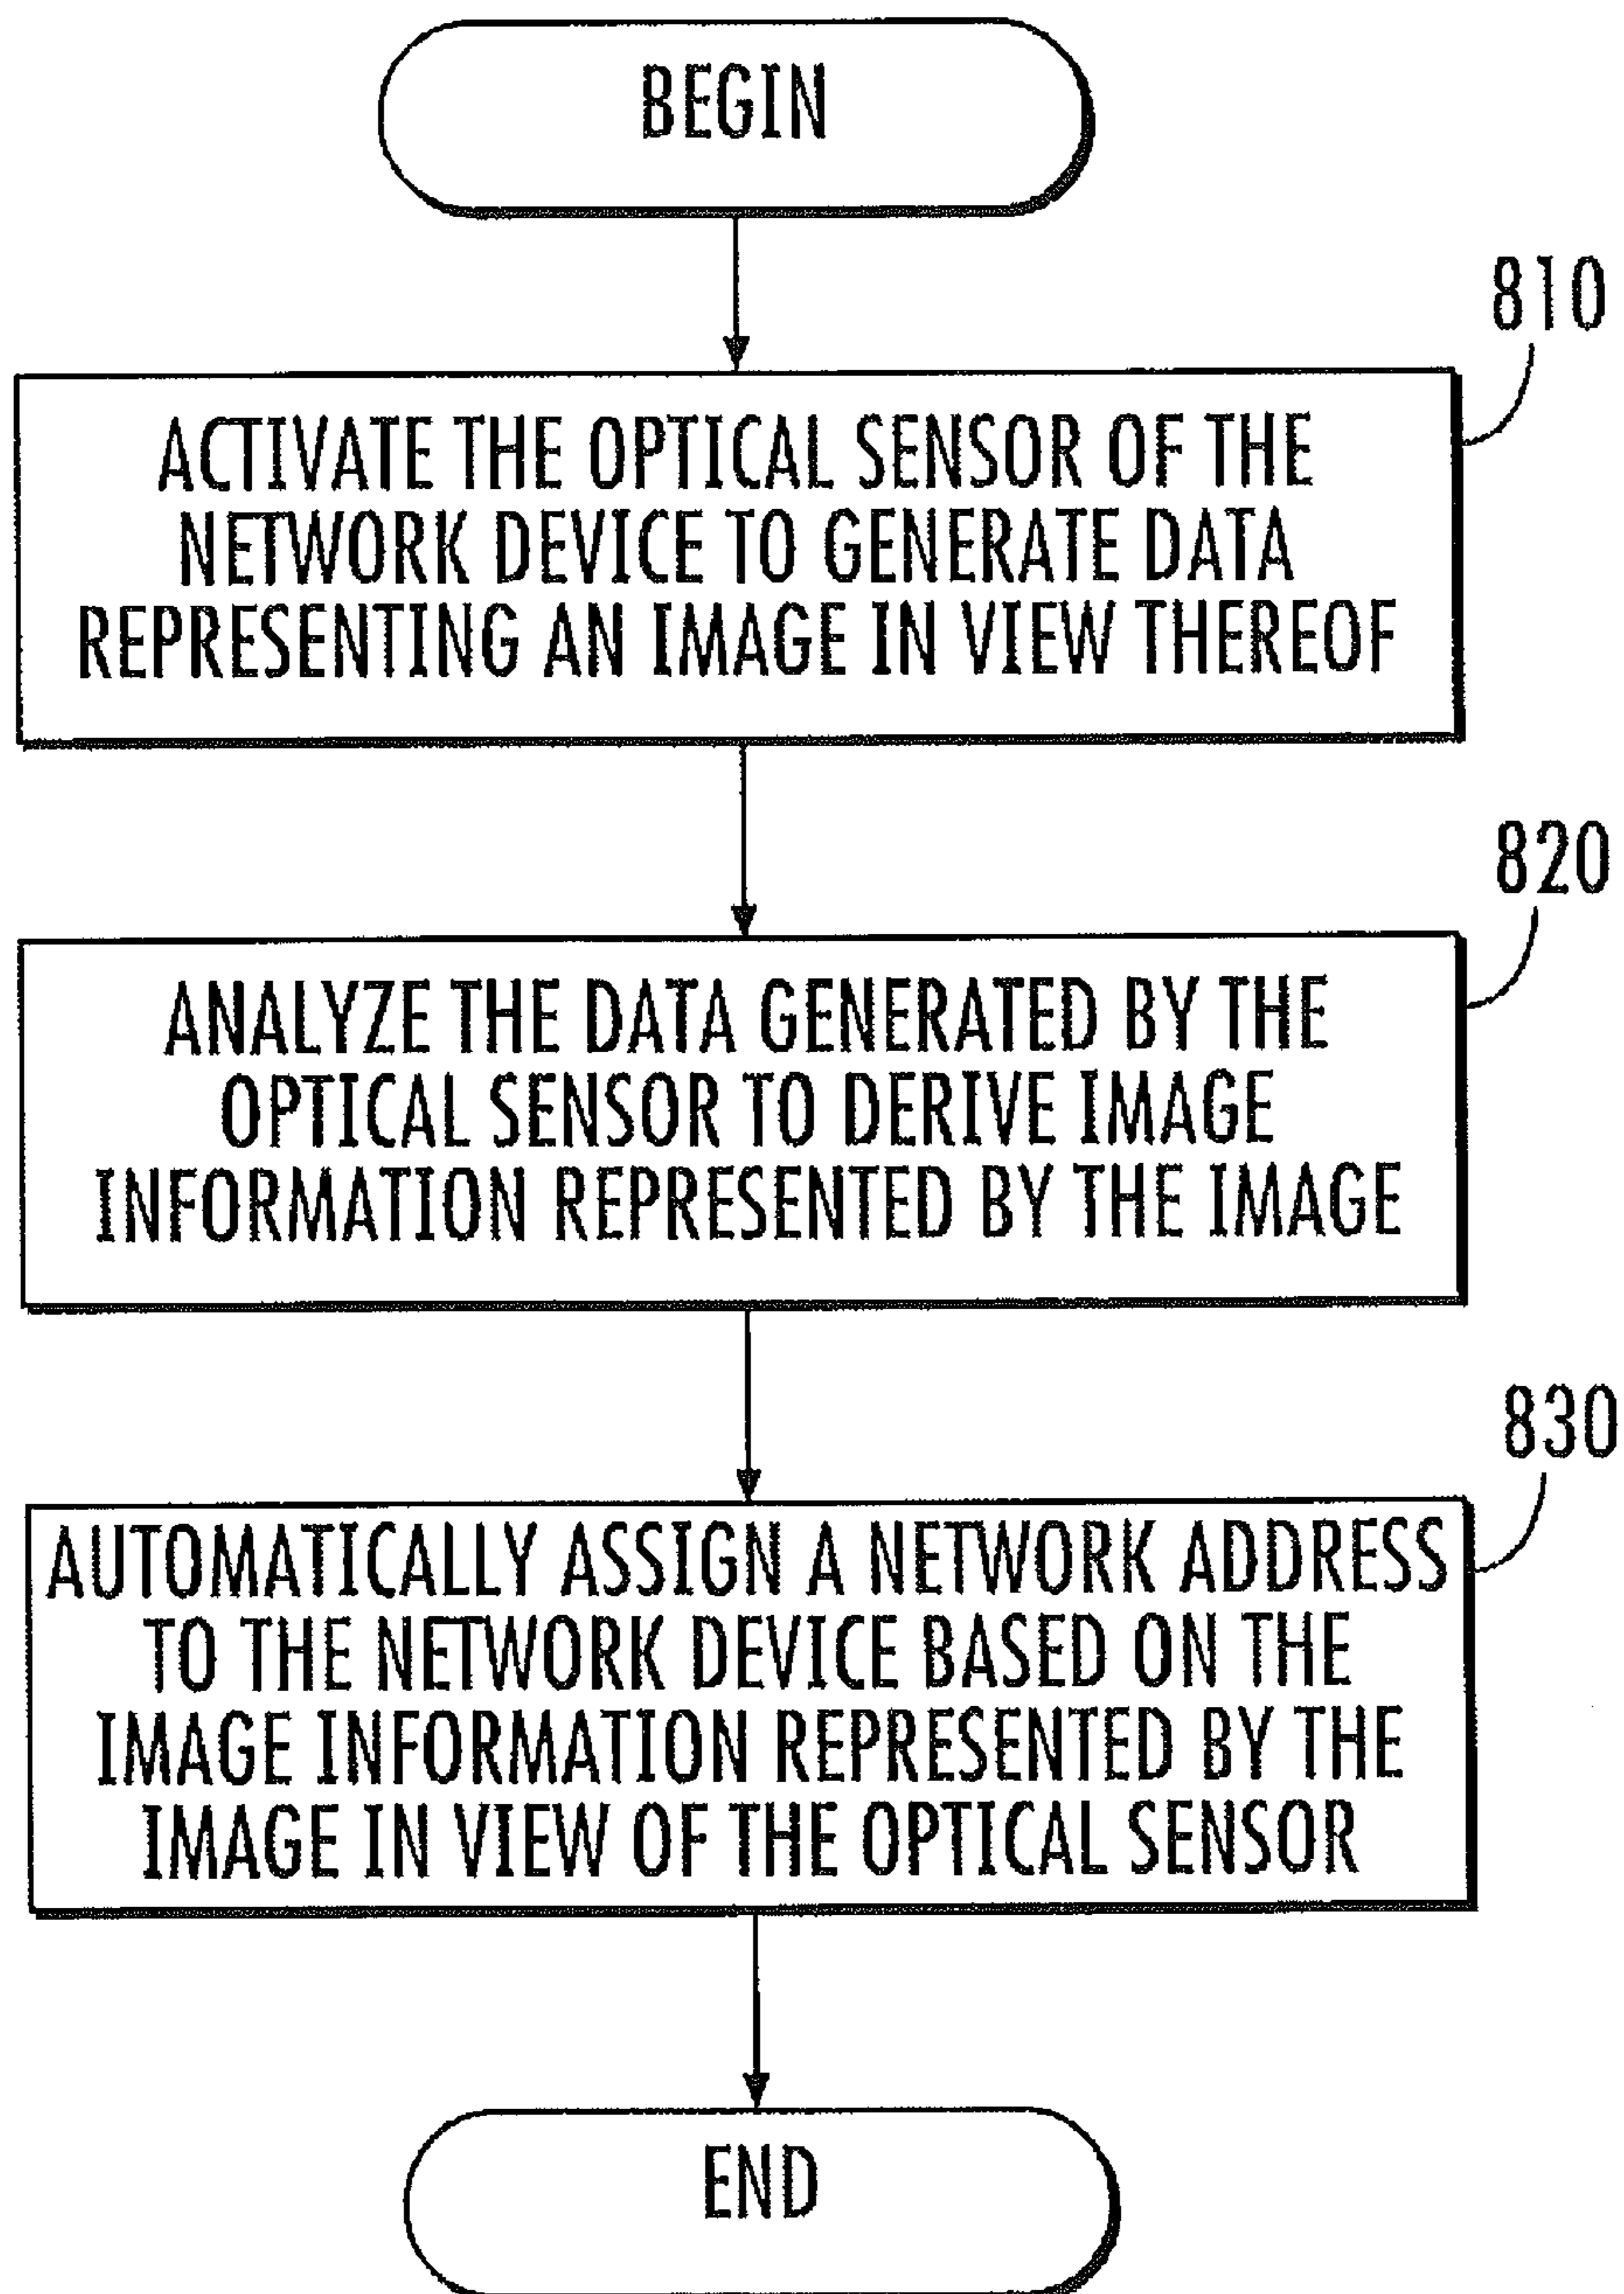 BEGIN
810
ACTIVATE THE OPTICAL SENSOR OF THE
NETWORK DEVICE TO GENERATE DATA
REPRESENTING AN IMAGE IN VIEW THEREOF
820
ANALYZE THE DATA GENERATED BY THE
OPTICAL SENSOR TO DERIVE IMAGE
INFORMATION REPRESENTED BY THE IMAGE
830
AUTOMATICALLY ASSIGN A NETWORK ADDRESS
TO THE NETWORK DEVICE BASED ON THE
IMAGE INFORMATION REPRESENTED BY THE
IMAGE IN VIEW OF THE OPTICAL SENSOR
END